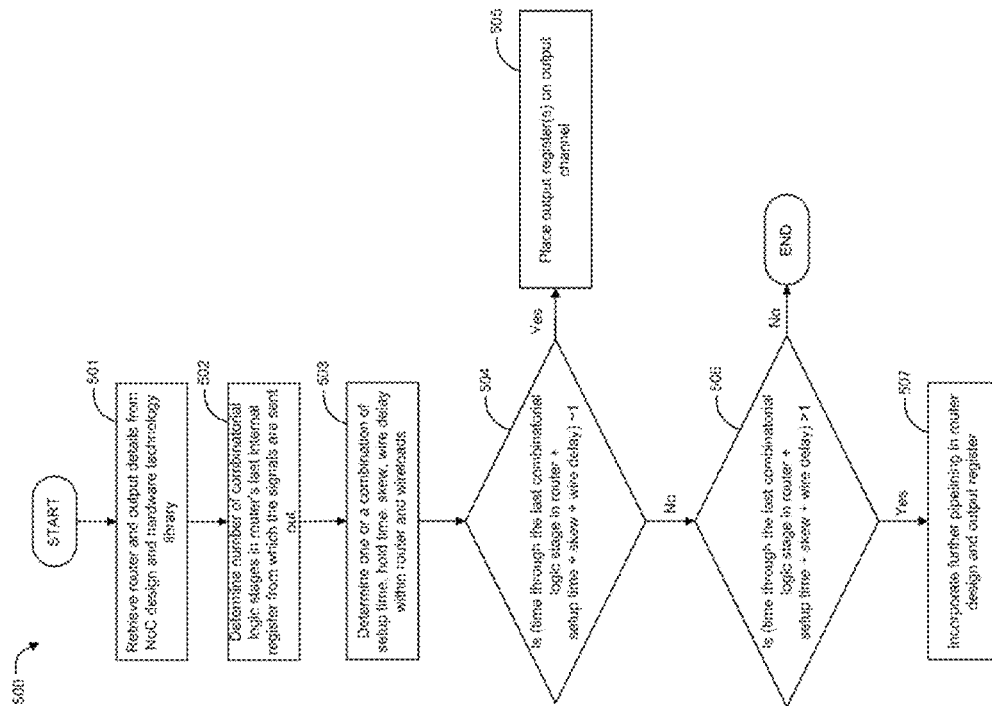 500
START
501
Retrieve router and output details from
NoC design and hardware technology
library
502
Determine number of combinatorial
logic stages in router's last internal
register from which the signals are sent
out
503
Determine one or a combination of
setup time, hold time, skew, wire delay
within router and wireloads
504
Is (time through the last combinatorial
logic stage in router +
setup time + skew + wire delay) ~1
Yes
505
Place output register(s) on output
channel
No
506
Is (time through the last combinatorial
logic stage in router +
setup time + skew + wire delay) >1
No
END
Yes
507
Incorporate further pipelining in router
design and output register